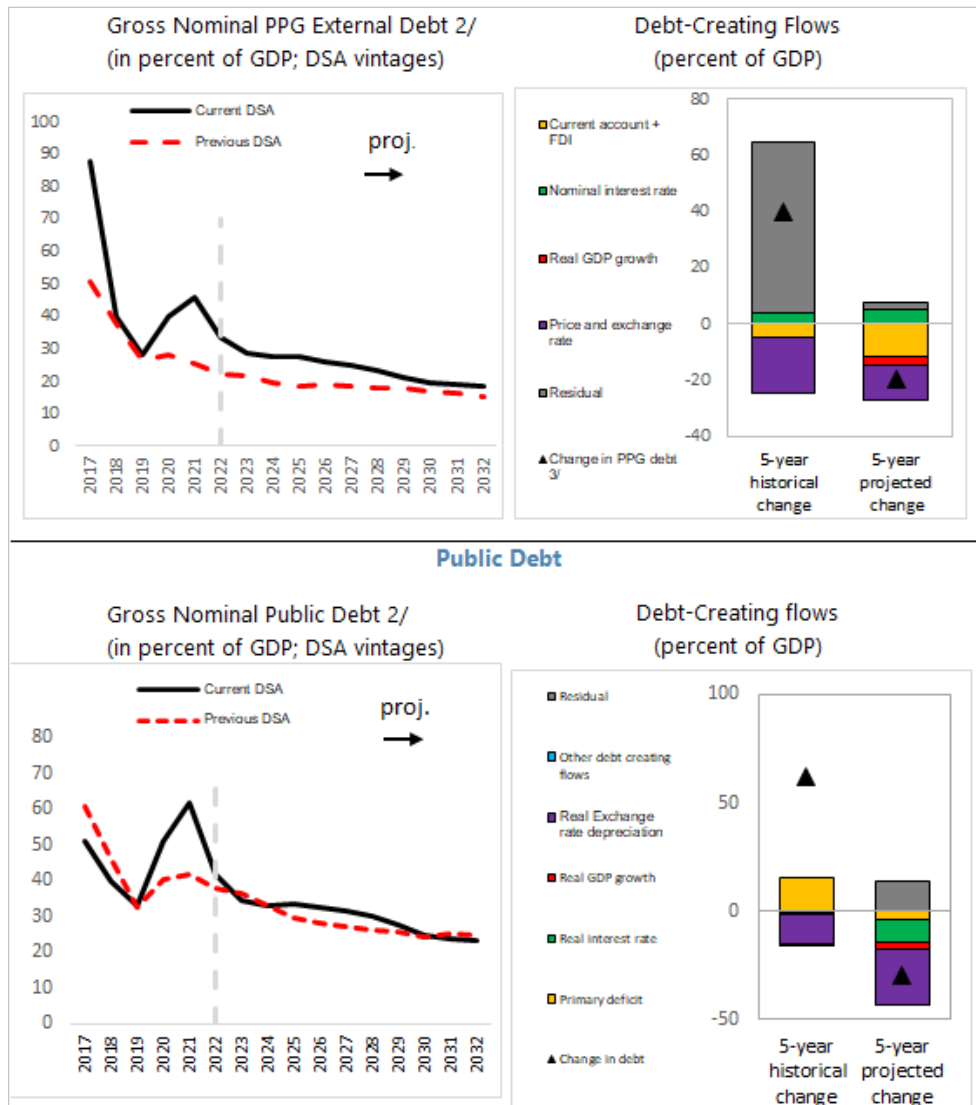 Gross Nominal PPG External Debt 2/
(in percent of GDP; DSA vintages)
Current DSA
Previous DSA
proj.
100
90
80
70
60
50
40
30
20
10
0
2017
2018
2019
2020
2021
2022
2023
2024
2025
2026
2027
2028
2029
2030
2031
2032
Debt-Creating Flows
(percent of GDP)
Current account +
FDI
Nominal interest rate
Real GDP growth
Price and exchange
rate
Residual
Change in PPG debt
3/
80
60
40
20
0
-20
-40
5-year
historical
change
5-year
projected
change
Public Debt
Gross Nominal Public Debt 2/
(in percent of GDP; DSA vintages)
Current DSA
Previous DSA
proj.
80
70
60
50
40
30
20
10
0
2017
2018
2019
2020
2021
2022
2023
2024
2025
2026
2027
2028
2029
2030
2031
2032
Debt-Creating flows
(percent of GDP)
Residual
Other debt creating
flows
Real Exchange
rate depreciation
Real GDP growth
Real interest rate
Primary deficit
Change in debt
100
50
0
-50
5-year
historical
change
5-year
projected
change